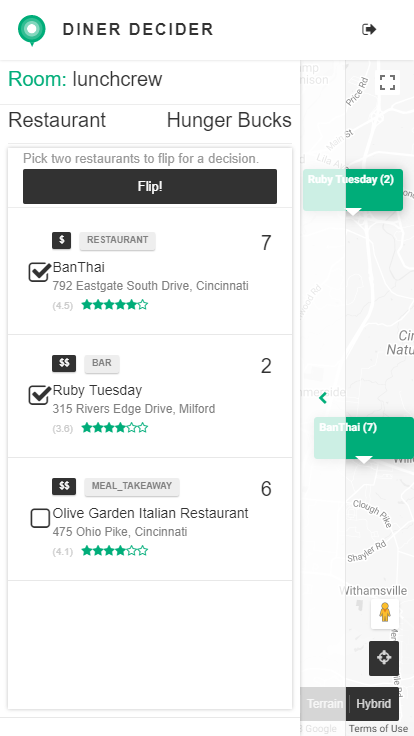 DINER DECIDER
Room: lunchcrew
Restaurant Hunger Bucks
Pick two restaurants to flip for a decision.
Flip!
$ RESTAURANT 7
BanThai
792 Eastgate South Drive, Cincinnati
(4.5)
$$ BAR 2
Ruby Tuesday
315 Rivers Edge Drive, Milford
(3.6)
$$ MEAL_TAKEAWAY 6
Olive Garden Italian Restaurant
475 Ohio Pike, Cincinnati
(4.1)
Price Rd
Main St
Ruby Tuesday (2)
BanThai (7)
Clough Pike
Shayler Rd
Withamsville
Terrain Hybrid
Google Terms of Use